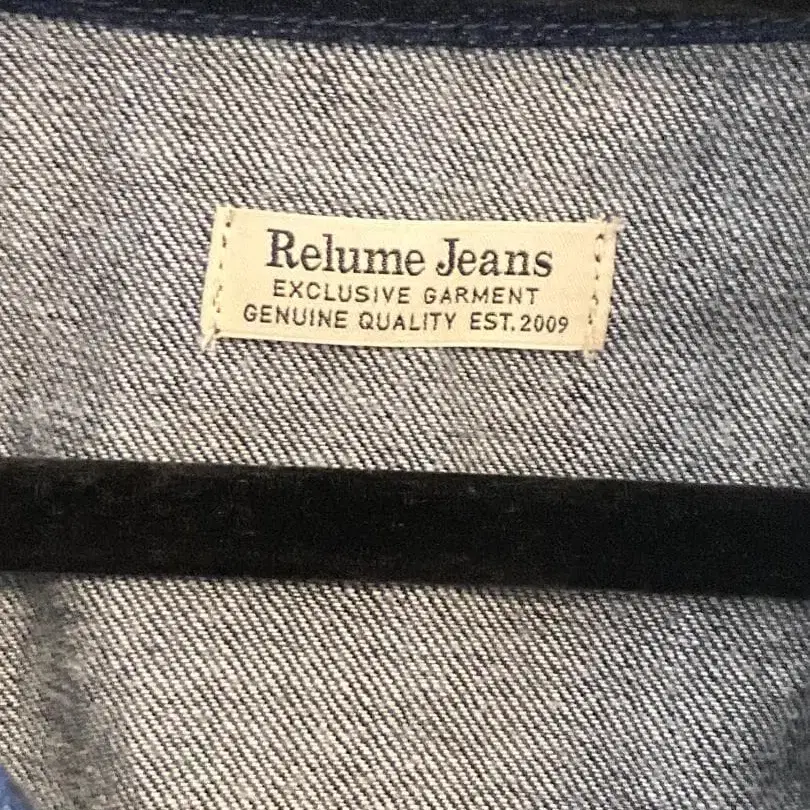 Relume Jeans
EXCLUSIVE GARMENT
GENUINE QUALITY EST.2009